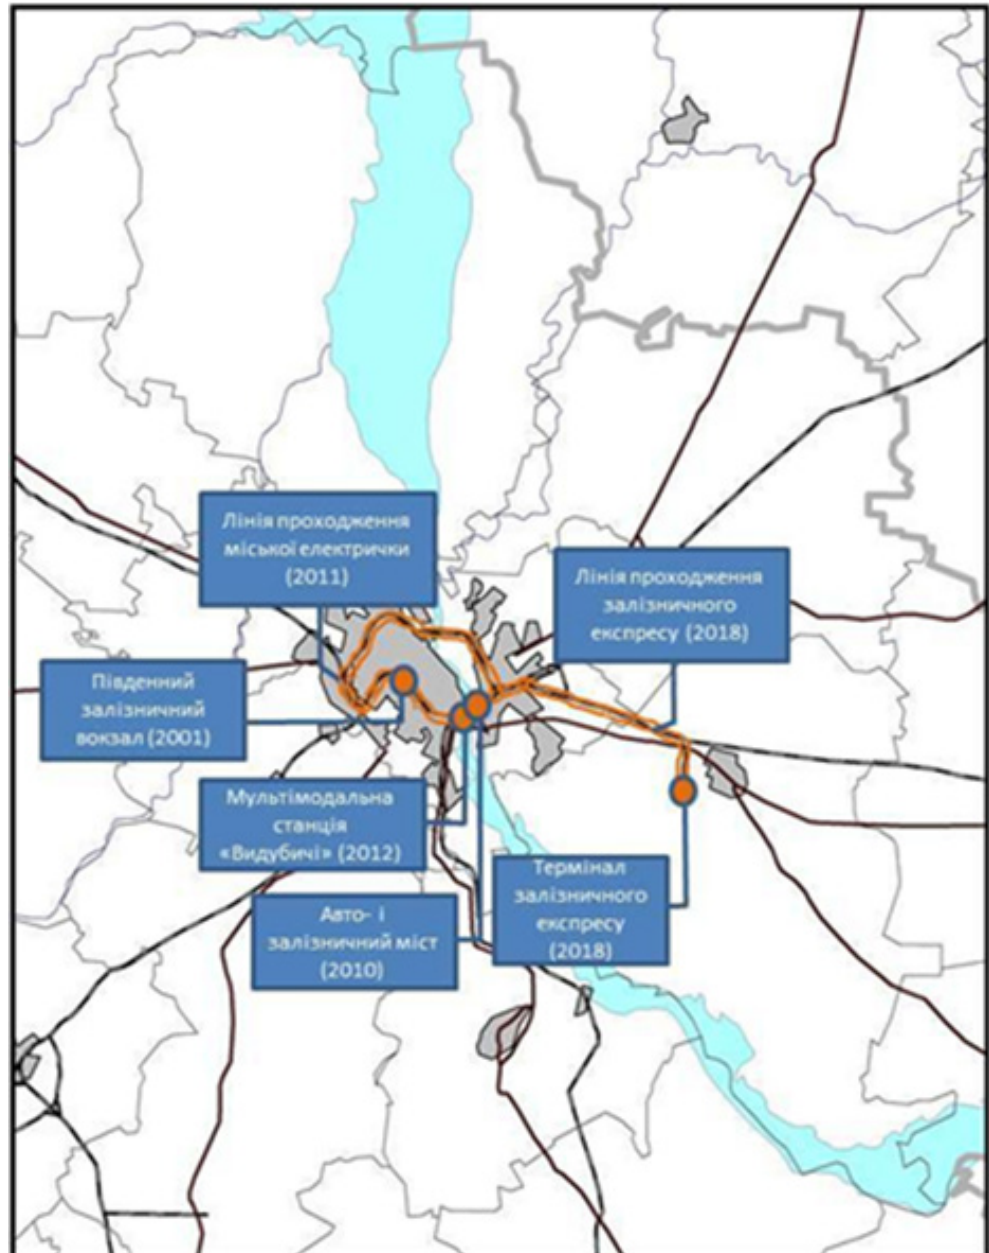 Лінія проходження
міської електрички
(2011)
Лінія проходження
залізничного
експресу (2018)
Південний
залізничний
вокзал (2001)
Мультімодальна
станція
«Видубичі» (2012)
Термінал
залізничного
експресу
(2018)
Авто- і
залізничний міст
(2010)